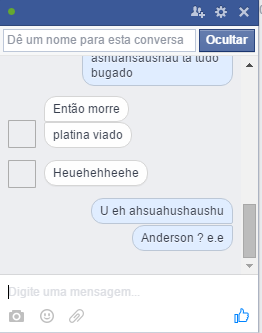 Dê um nome para esta conversa
Ocultar
ashuansaushau ta tudo
bugado
Então morre
platina viado
Heuehehheehe
U eh ahsuahushaushu
Anderson ? e.e
Digite uma mensagem...